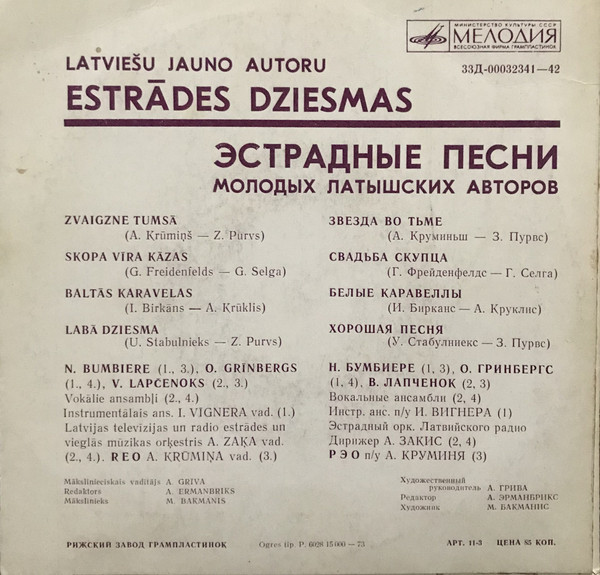 МИНИСТЕРСТВО КУЛЬТУРЫ СССР
МЕЛОДИЯ
ВСЕСОЮЗНАЯ ФИРМА ГРАМПЛАСТИНОК
33Д-00032341—42
LATVIEŠU JAUNO AUTORU
ESTRĀDES DZIESMAS
ЭСТРАДНЫЕ ПЕСНИ
МОЛОДЫХ ЛАТЫШСКИХ АВТОРОВ
ZVAIGZNE TUMSĀ
(A. Ķrūmiņš — Z. Purvs)
SKOPA VĪRA KĀZAS
(G. Freidenfelds — G. Selga)
BALTĀS KARAVELAS
(I. Birkāns — A. Krūklis)
LABĀ DZIESMA
(U. Stabulnieks — Z. Purvs)
N. BUMBIERE (1., 3.), O. GRĪNBERGS
(1., 4.), V. LAPČENOKS (2., 3.)
Vokālie ansambļi (2., 4.)
Instrumentālais ans. I. VIGNERA vad. (1.)
Latvijas televīzijas un radio estrādes un
vieglās mūzikas orķestris A. ZAĶA vad.
(2., 4.). REO A. ĶRŪMIŅA vad. (3.)
Mākslinieciskais vadītājs A. GRIVA
Redaktors A. ERMANBRIKS
Mākslinieks M. BAKMANIS
ЗВЕЗДА ВО ТЬМЕ
(А. Круминьш — З. Пурвс)
СВАДЬБА СКУПЦА
(Г. Фрейденфелдс — Г. Селга)
БЕЛЫЕ КАРАВЕЛЛЫ
(И. Бирканс — А. Круклис)
ХОРОШАЯ ПЕСНЯ
(У. Стабулниекс — З. Пурвс)
Н. БУМБИЕРЕ (1, 3), О. ГРИНБЕРГС
(1, 4), В. ЛАПЧЕНОК (2, 3)
Вокальные ансамбли (2, 4)
Инстр. анс. п/у И. ВИГНЕРА (1)
Эстрадный орк. Латвийского радио
Дирижер А. ЗАКИС (2, 4)
РЭО п/у А. КРУМИНЯ (3)
Художественный
руководитель А. ГРИВА
Редактор А. ЭРМАНБРИКС
Художник М. БАКМАНИС
РИЖСКИЙ ЗАВОД ГРАМПЛАСТИНОК
Ogres tip. P. 6026 15 000 — 73
АРТ. 11-3
ЦЕНА 85 КОП.